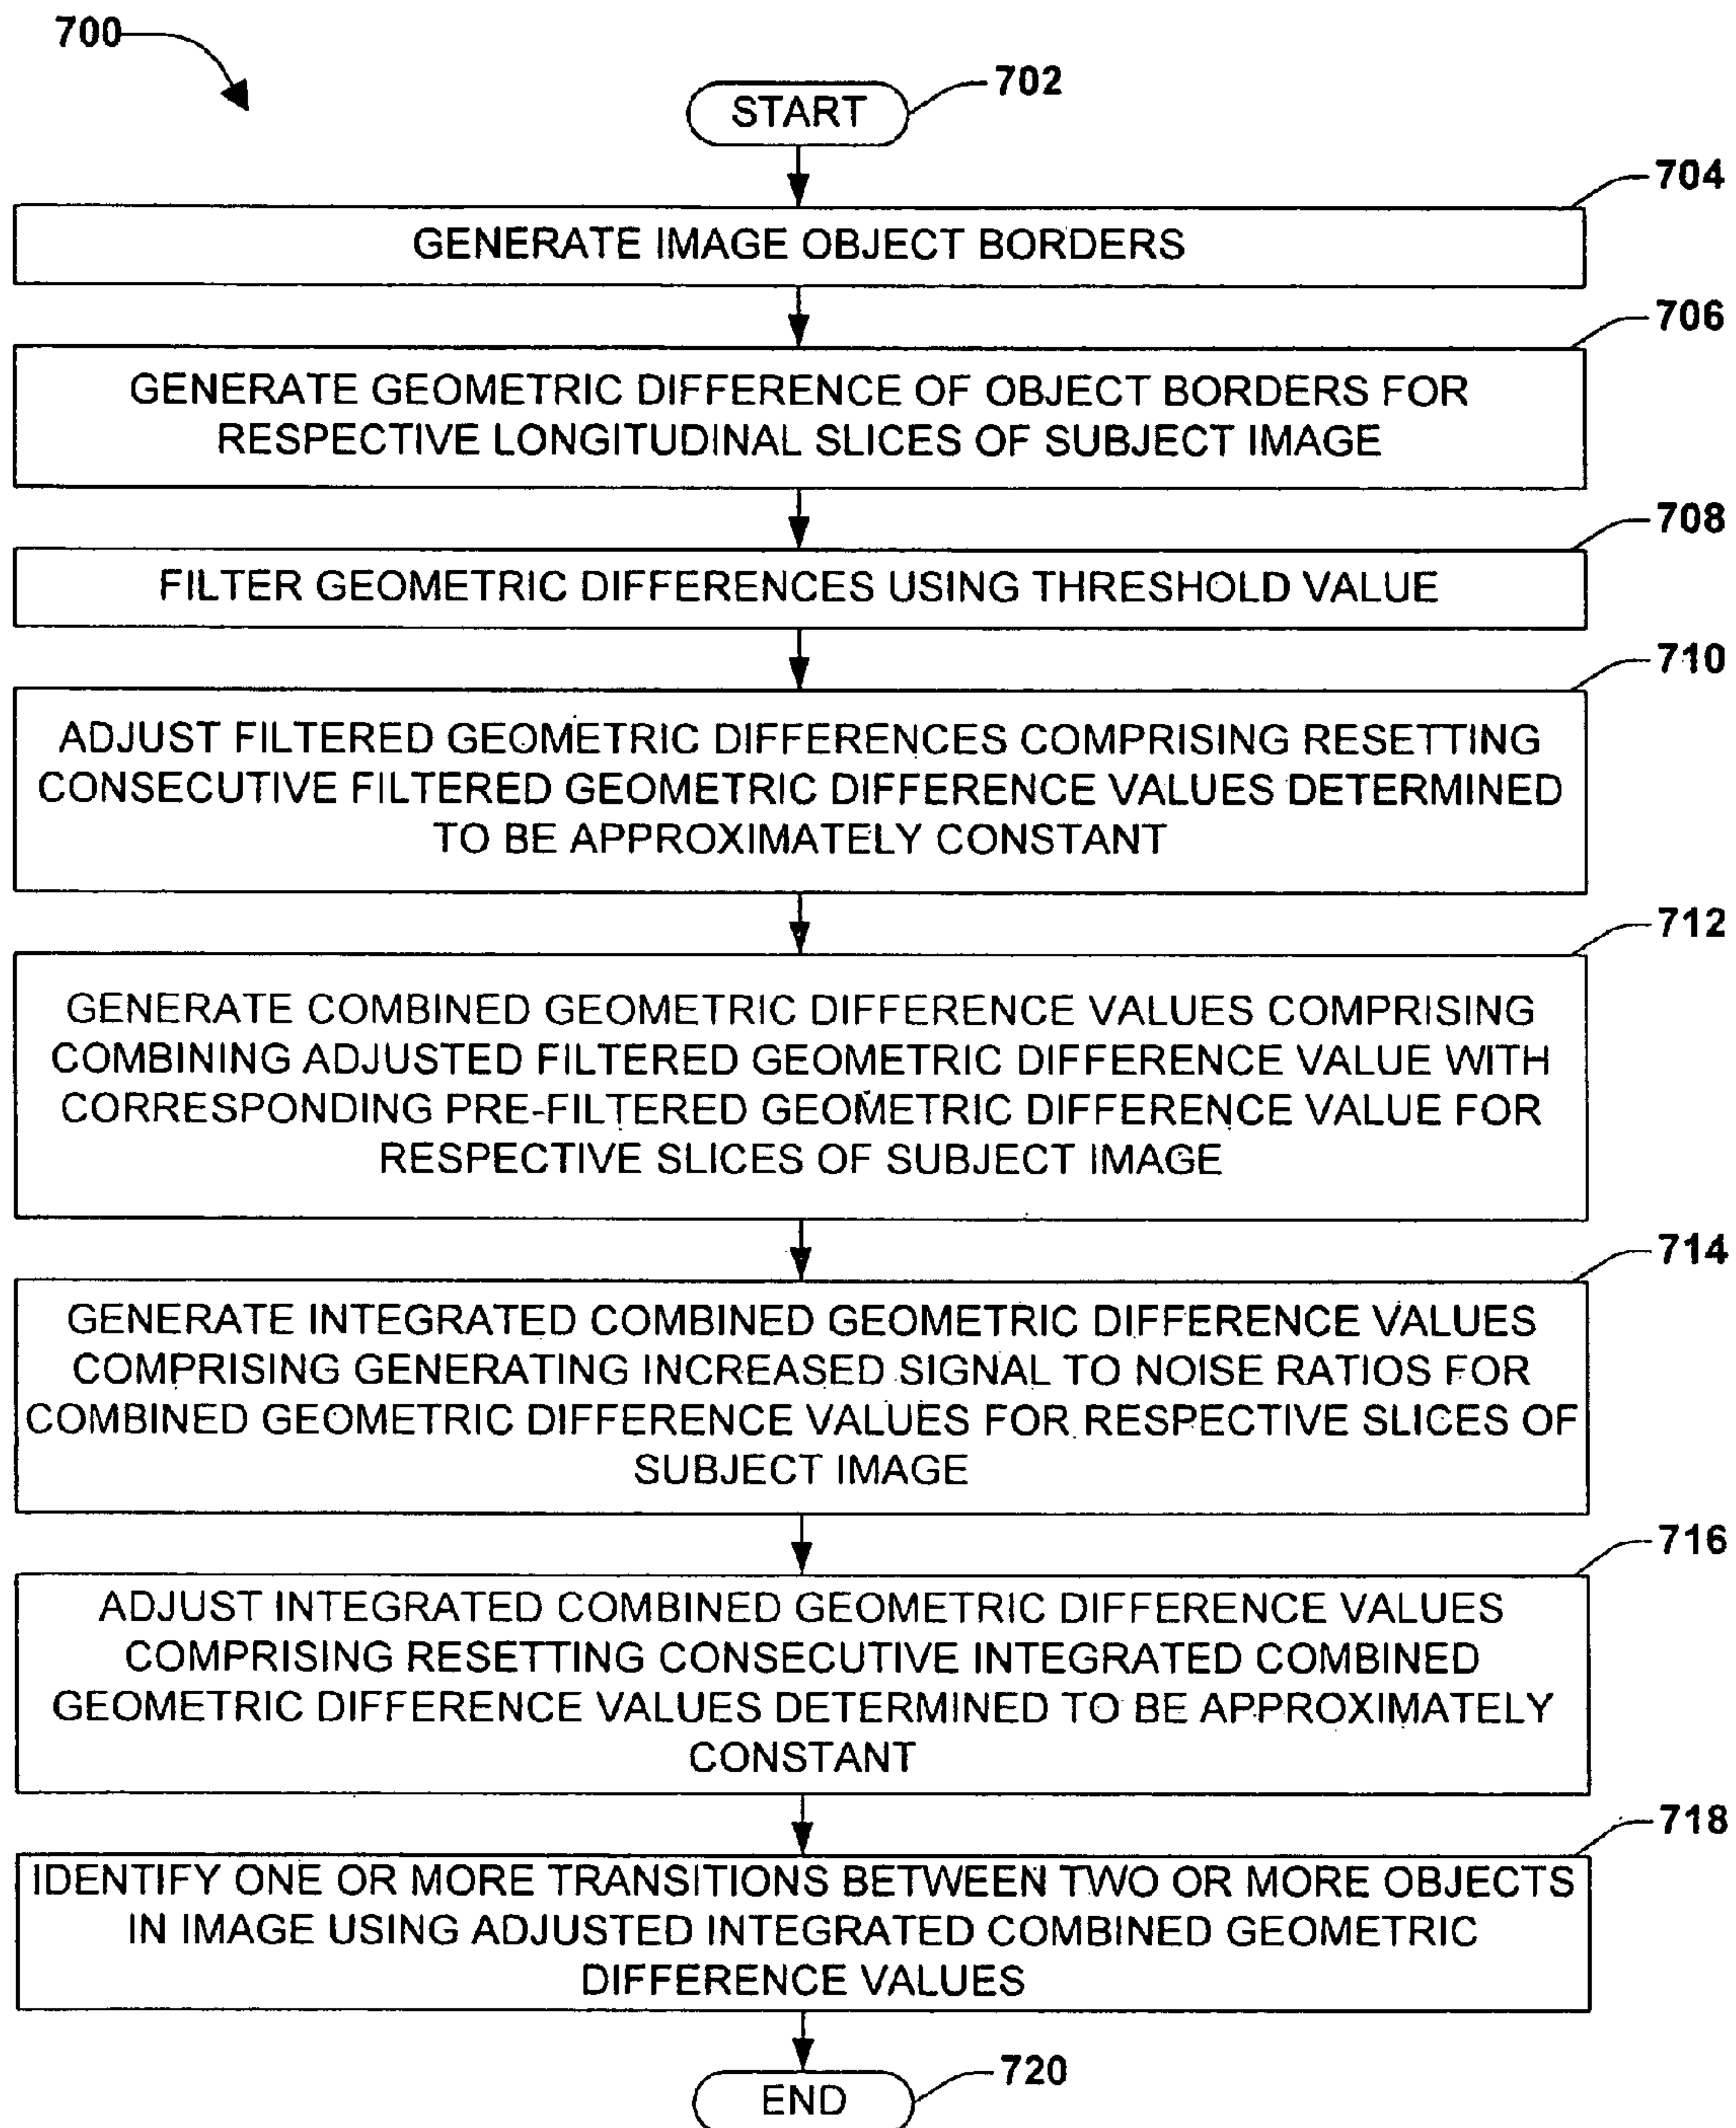 700
702
START
704
GENERATE IMAGE OBJECT BORDERS
706
GENERATE GEOMETRIC DIFFERENCE OF OBJECT BORDERS FOR
RESPECTIVE LONGITUDINAL SLICES OF SUBJECT IMAGE
708
FILTER GEOMETRIC DIFFERENCES USING THRESHOLD VALUE
710
ADJUST FILTERED GEOMETRIC DIFFERENCES COMPRISING RESETTING
CONSECUTIVE FILTERED GEOMETRIC DIFFERENCE VALUES DETERMINED
TO BE APPROXIMATELY CONSTANT
712
GENERATE COMBINED GEOMETRIC DIFFERENCE VALUES COMPRISING
COMBINING ADJUSTED FILTERED GEOMETRIC DIFFERENCE VALUE WITH
CORRESPONDING PRE-FILTERED GEOMETRIC DIFFERENCE VALUE FOR
RESPECTIVE SLICES OF SUBJECT IMAGE
714
GENERATE INTEGRATED COMBINED GEOMETRIC DIFFERENCE VALUES
COMPRISING GENERATING INCREASED SIGNAL TO NOISE RATIOS FOR
COMBINED GEOMETRIC DIFFERENCE VALUES FOR RESPECTIVE SLICES OF
SUBJECT IMAGE
716
ADJUST INTEGRATED COMBINED GEOMETRIC DIFFERENCE VALUES
COMPRISING RESETTING CONSECUTIVE INTEGRATED COMBINED
GEOMETRIC DIFFERENCE VALUES DETERMINED TO BE APPROXIMATELY
CONSTANT
718
IDENTIFY ONE OR MORE TRANSITIONS BETWEEN TWO OR MORE OBJECTS
IN IMAGE USING ADJUSTED INTEGRATED COMBINED GEOMETRIC
DIFFERENCE VALUES
720
END